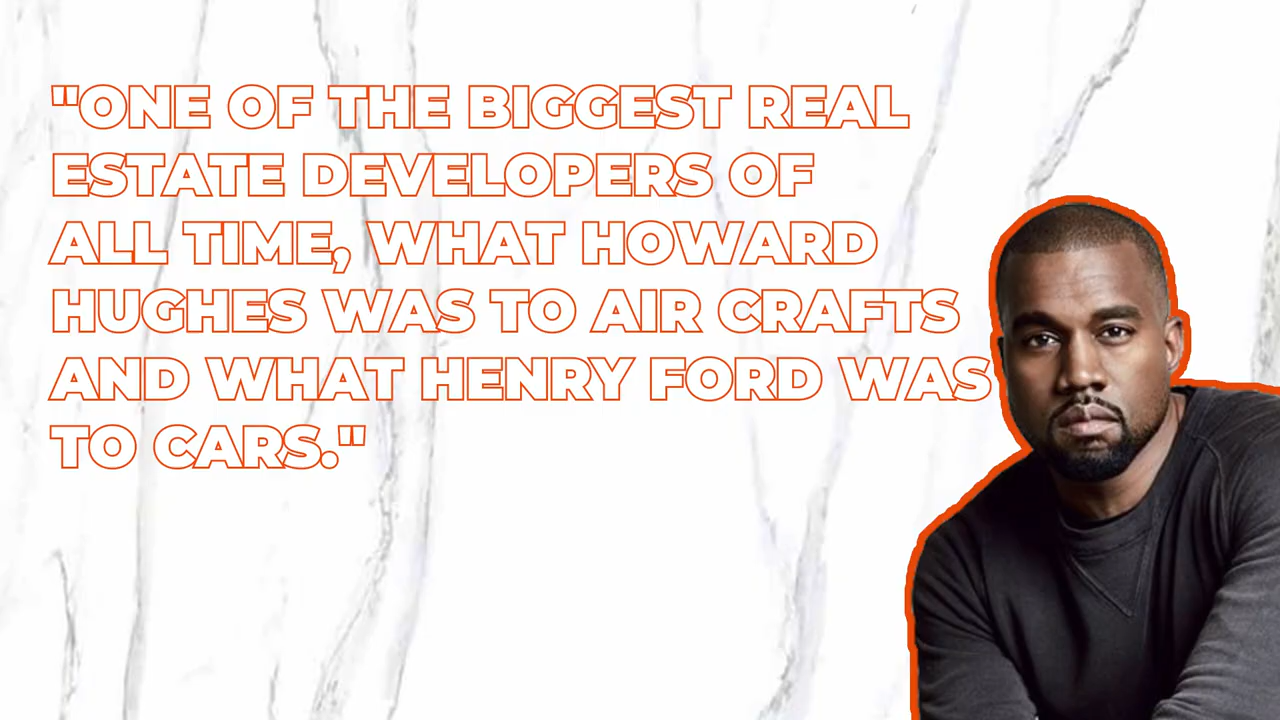 "ONE OF THE BIGGEST REAL
ESTATE DEVELOPERS OF
ALL TIME, WHAT HOWARD
HUGHES WAS TO AIR CRAFTS
AND WHAT HENRY FORD WAS
TO CARS."